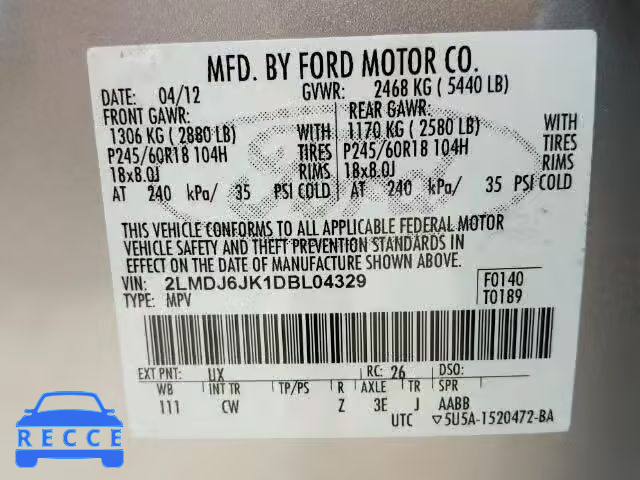 MFD. BY FORD MOTOR CO.
DATE: 04/12 GVWR: 2468 KG ( 5440 LB)
FRONT GAWR: REAR GAWR:
1306 KG ( 2880 LB) WITH 1170 KG ( 2580 LB) WITH
P245/60R18 104H TIRES P245/60R18 104H TIRES
18x8.0J RIMS 18x8.0J RIMS
AT 240 kPa/ 35 PSI COLD AT 240 kPa/ 35 PSI COLD
THIS VEHICLE CONFORMS TO ALL APPLICABLE FEDERAL MOTOR
VEHICLE SAFETY AND THEFT PREVENTION STANDARDS IN
EFFECT ON THE DATE OF MANUFACTURE SHOWN ABOVE.
VIN: 2LMDJ6JK1DBL04329 F0140
TYPE: MPV T0189
EXT PNT: UX RC: 26 DSO:
WB INT TR TP/PS R AXLE TR SPR
111 CW Z 3E J AABB
UTC ▽5U5A-1520472-BA
RECCE